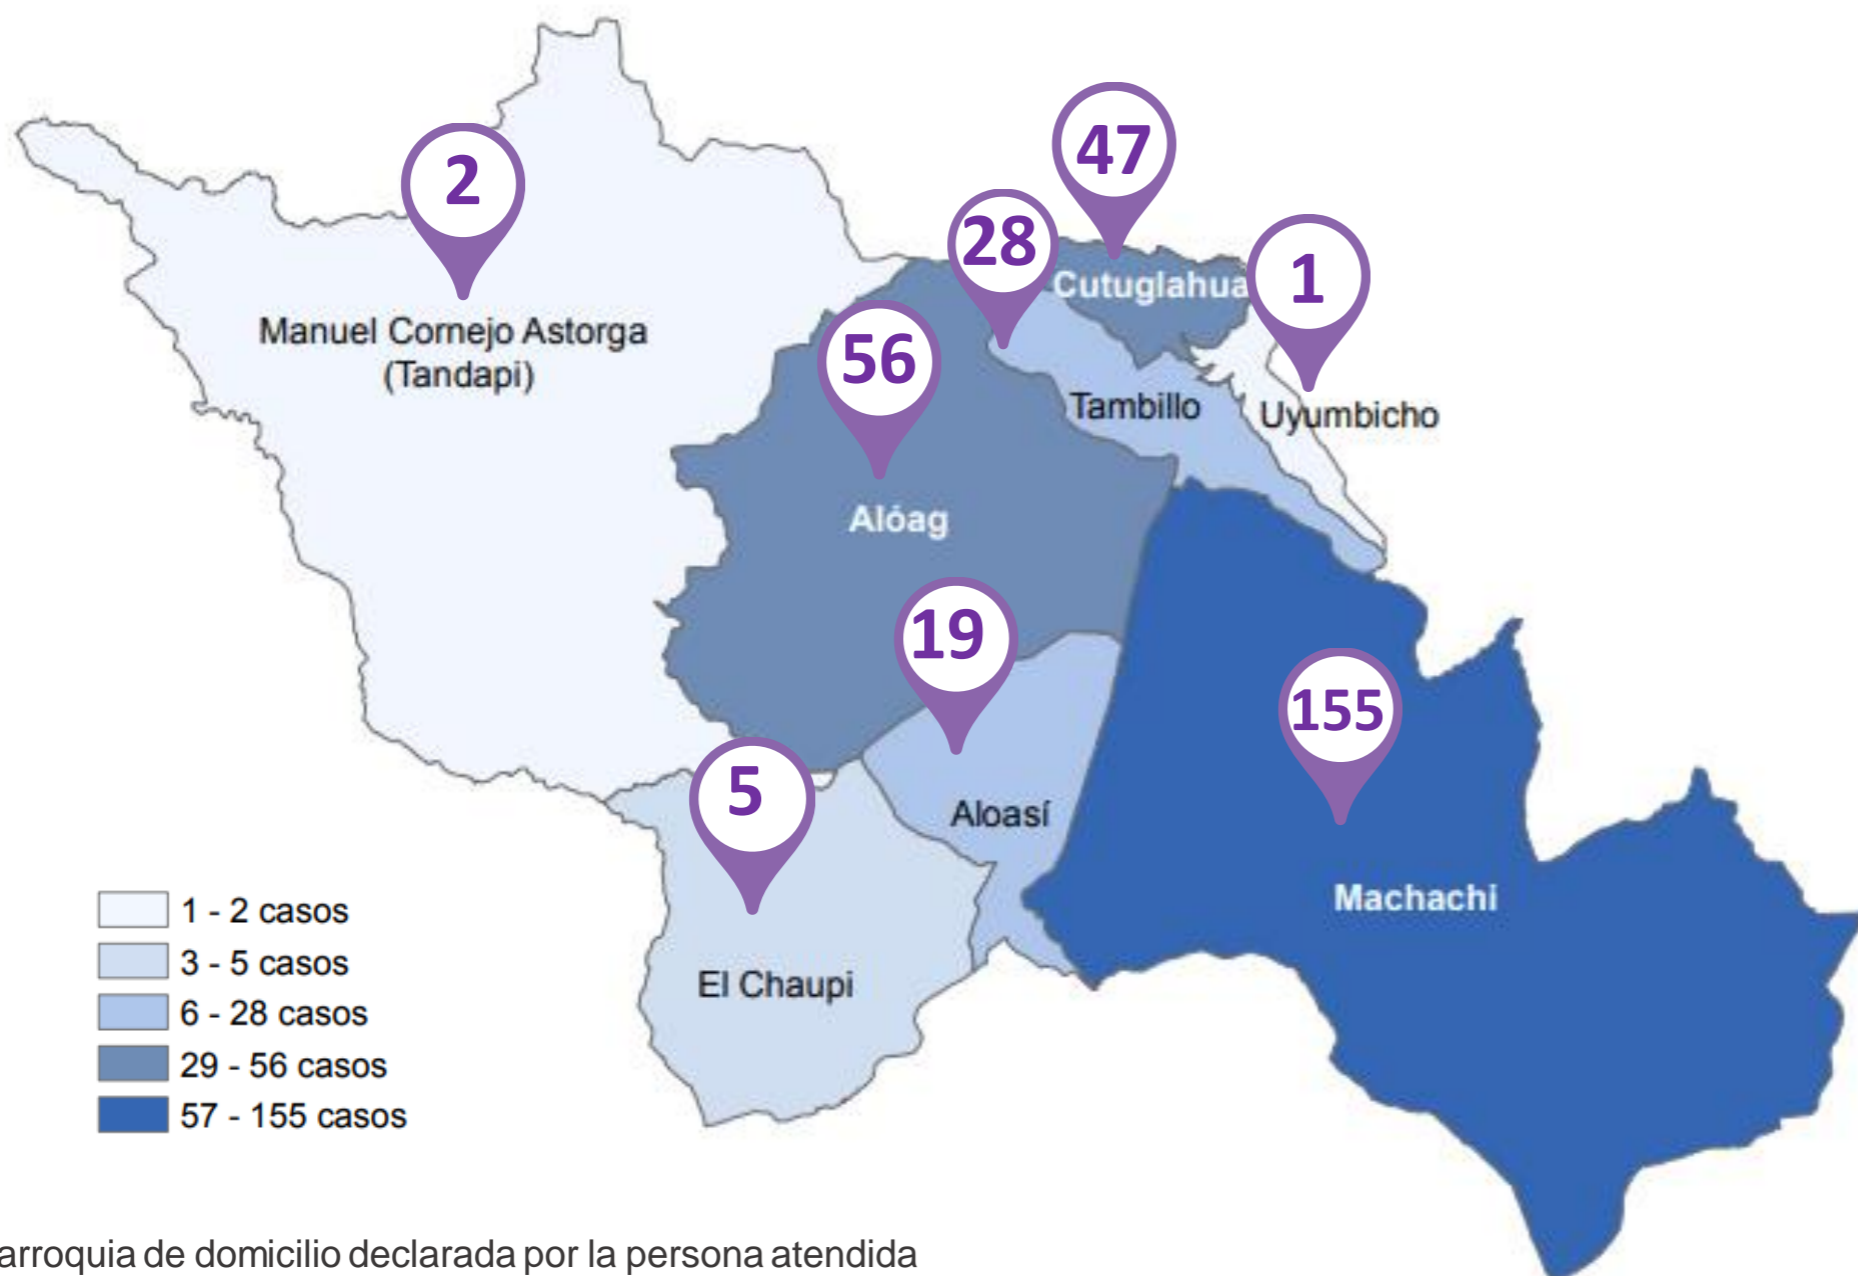 47
2
28
1
Cutuglahua
Manuel Cornejo Astorga
(Tandapi)
56
Tambillo
Uyumbicho
Alóag
19
155
5
Aloasí
Machachi
El Chaupi
1 - 2 casos
3 - 5 casos
6 - 28 casos
29 - 56 casos
57 - 155 casos
arroquia de domicilio declarada por la persona atendida